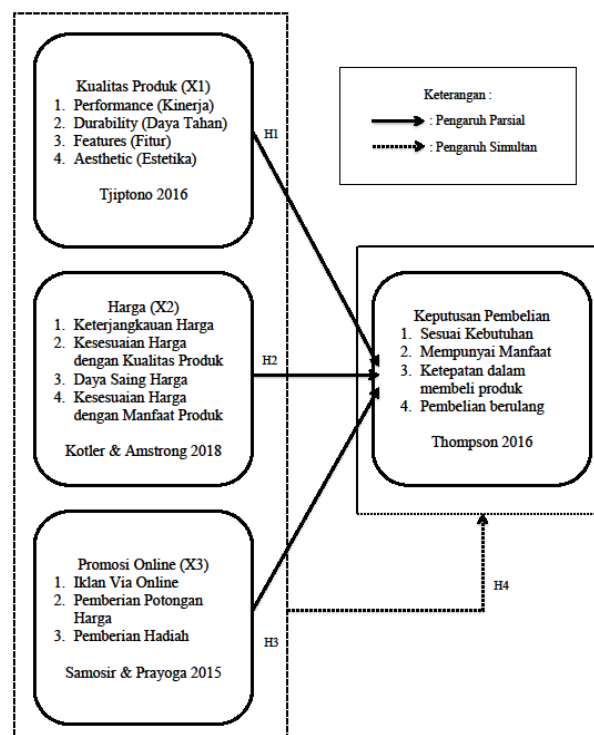 Kualitas Produk (X1)
1. Performance (Kinerja)
2. Durability (Daya Tahan)
3. Features (Fitur)
4. Aesthetic (Estetika)
Tjiptono 2016
H1
Keterangan :
: Pengaruh Parsial
: Pengaruh Simultan
Harga (X2)
1. Keterjangkauan Harga
2. Kesesuaian Harga
dengan Kualitas Produk
3. Daya Saing Harga
4. Kesesuaian Harga
dengan Manfaat Produk
Kotler & Amstrong 2018
H2
Keputusan Pembelian
1. Sesuai Kebutuhan
2. Mempunyai Manfaat
3. Ketepatan dalam
membeli produk
4. Pembelian berulang
Thompson 2016
Promosi Online (X3)
1. Iklan Via Online
2. Pemberian Potongan
Harga
3. Pemberian Hadiah
Samosir & Prayoga 2015
H3
H4